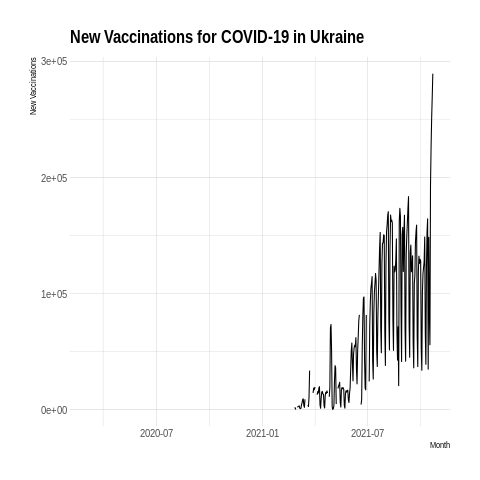 New Vaccinations for COVID-19 in Ukraine
New Vaccinations
3e+05
2e+05
1e+05
0e+00
2020-07
2021-01
2021-07
Month